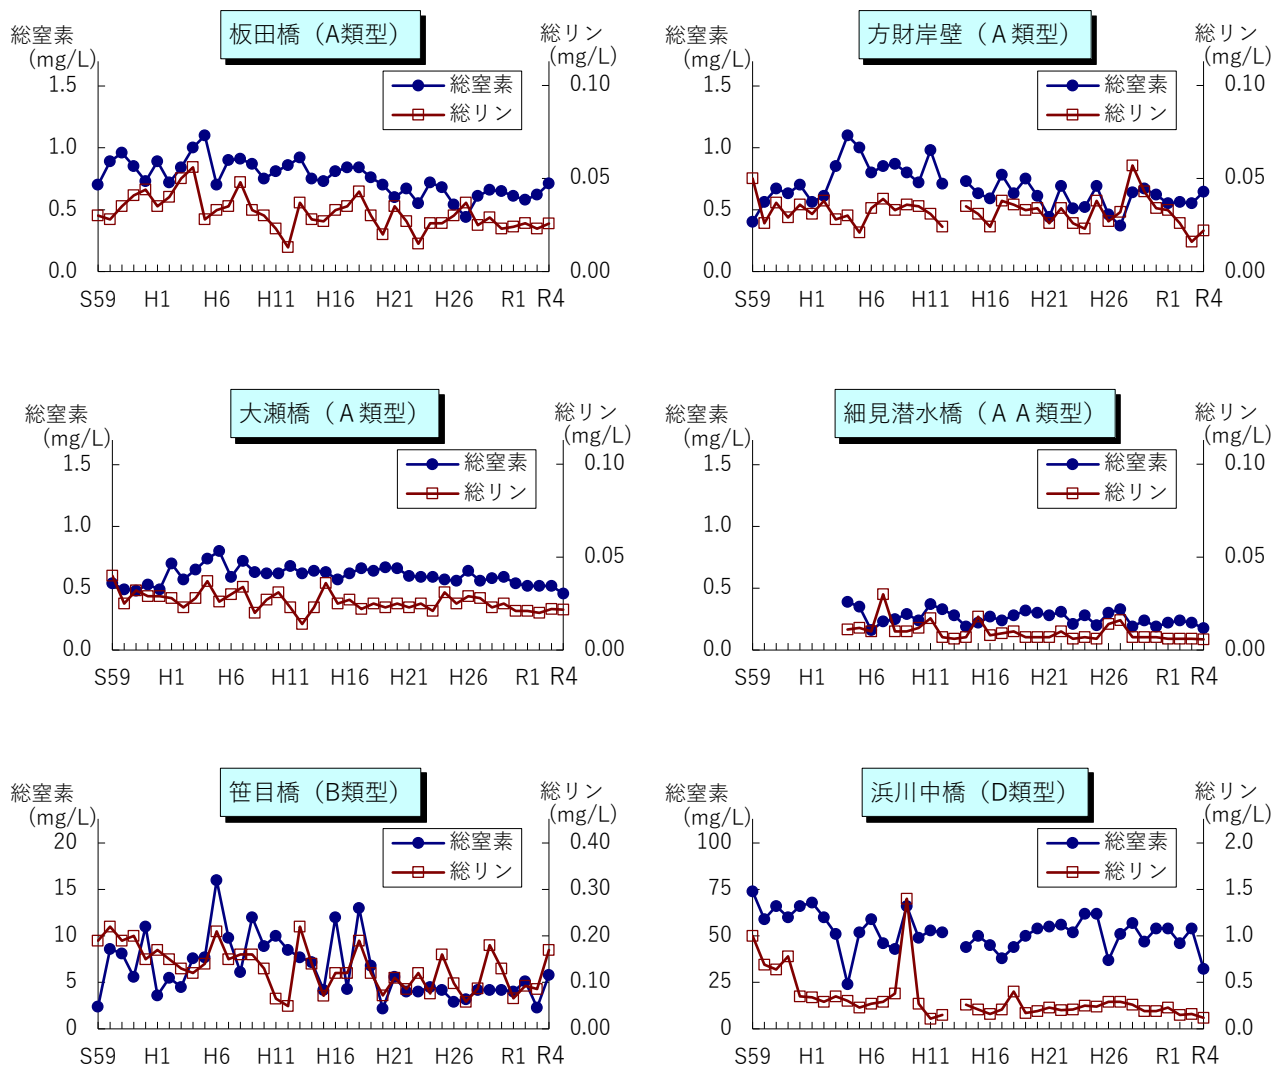 板田橋（A類型）
総窒素
(mg/L)
総リン
(mg/L)
総窒素
総リン
1.5
1.0
0.5
0.0
0.10
0.05
0.00
S59 H1 H6 H11 H16 H21 H26 R1 R4
方財岸壁（Ａ類型）
総窒素
(mg/L)
総リン
(mg/L)
総窒素
総リン
1.5
1.0
0.5
0.0
0.10
0.05
0.00
S59 H1 H6 H11 H16 H21 H26 R1 R4
大瀬橋（Ａ類型）
総窒素
(mg/L)
総リン
(mg/L)
総窒素
総リン
1.5
1.0
0.5
0.0
0.10
0.05
0.00
S59 H1 H6 H11 H16 H21 H26 R1 R4
細見潜水橋（ＡＡ類型）
総窒素
(mg/L)
総リン
(mg/L)
総窒素
総リン
1.5
1.0
0.5
0.0
0.10
0.05
0.00
S59 H1 H6 H11 H16 H21 H26 R1 R4
笹目橋（B類型）
総窒素
(mg/L)
総リン
(mg/L)
総窒素
総リン
20
15
10
5
0
0.40
0.30
0.20
0.10
0.00
S59 H1 H6 H11 H16 H21 H26 R1 R4
浜川中橋（D類型）
総窒素
(mg/L)
総リン
(mg/L)
総窒素
総リン
100
75
50
25
0
2.0
1.5
1.0
0.5
0.0
S59 H1 H6 H11 H16 H21 H26 R1 R4